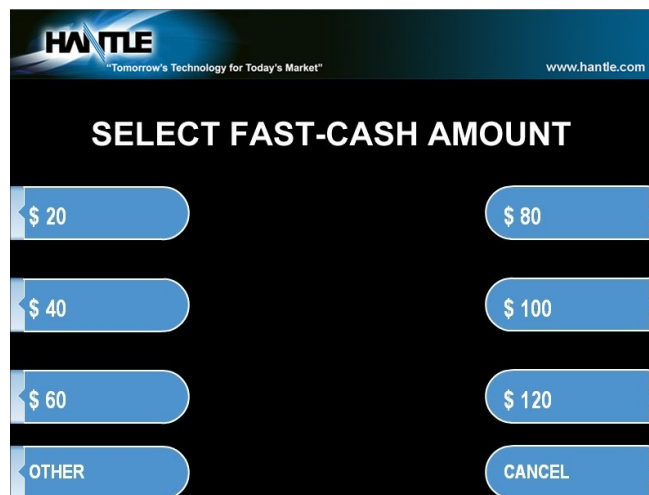 HANTLE
"Tomorrow's Technology for Today's Market"
www.hantle.com
SELECT FAST-CASH AMOUNT
$ 20
$ 80
$ 40
$ 100
$ 60
$ 120
OTHER
CANCEL